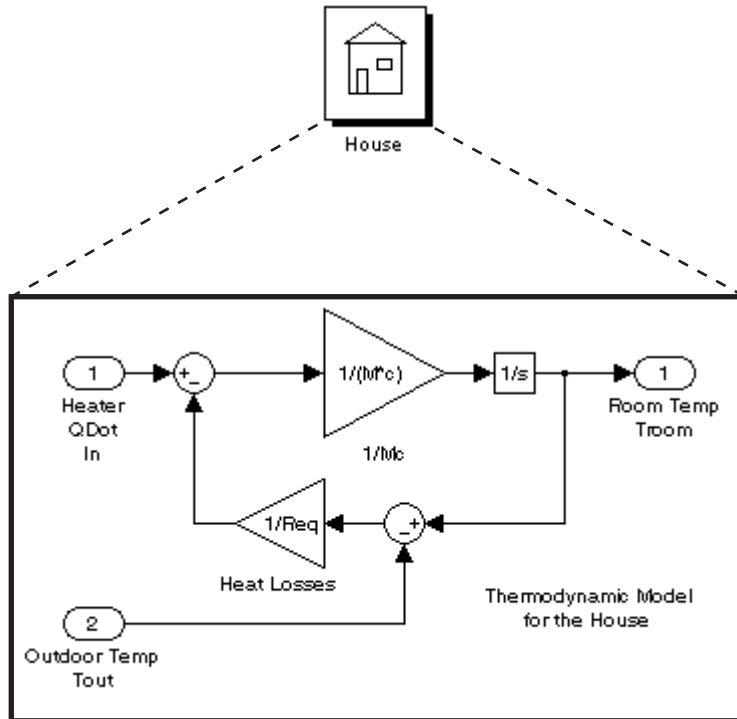 House
1
Heater
QDot
In
+
-
1/(M*c)
1/Mc
1/s
1
Room Temp
Troom
1/Req
Heat Losses
-
+
2
Outdoor Temp
Tout
Thermodynamic Model
for the House